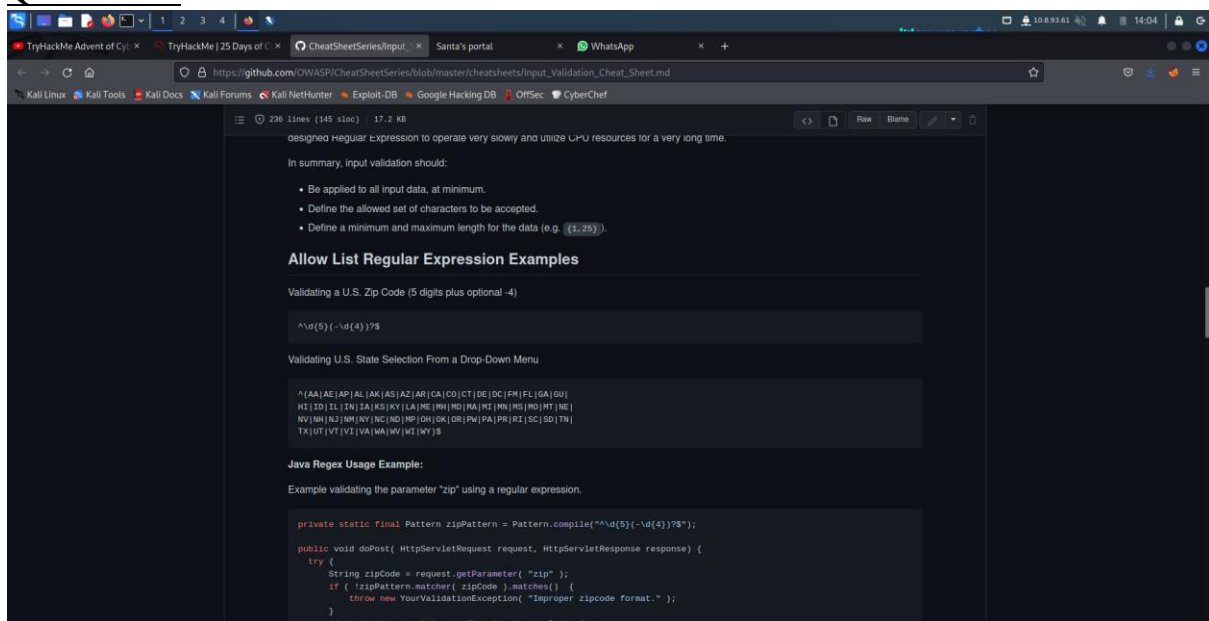 1 2 3 4
10.8.93.61
14:04
TryHackMe Advent of Cyb
TryHackMe | 25 Days of C
CheatSheetSeries/Input_
Santa's portal
WhatsApp
https://github.com/OWASP/CheatSheetSeries/blob/master/cheatsheets/Input_Validation_Cheat_Sheet.md
Kali Linux Kali Tools Kali Docs Kali Forums Kali NetHunter Exploit-DB Google Hacking DB OffSec CyberChef
236 lines (145 sloc) 17.2 KB
Raw Blame
designed Regular Expression to operate very slowly and utilize CPU resources for a very long time.
In summary, input validation should:
• Be applied to all input data, at minimum.
• Define the allowed set of characters to be accepted.
• Define a minimum and maximum length for the data (e.g. {1,25} ).
Allow List Regular Expression Examples
Validating a U.S. Zip Code (5 digits plus optional -4)
^\d{5}(-\d{4})?$
Validating U.S. State Selection From a Drop-Down Menu
^(AA|AE|AP|AL|AK|AS|AZ|AR|CA|CO|CT|DE|DC|FM|FL|GA|GU|
HI|ID|IL|IN|IA|KS|KY|LA|ME|MH|MD|MA|MI|MN|MS|MO|MT|NE|
NV|NH|NJ|NM|NY|NC|ND|MP|OH|OK|OR|PW|PA|PR|RI|SC|SD|TN|
TX|UT|VT|VI|VA|WA|WV|WI|WY)$
Java Regex Usage Example:
Example validating the parameter "zip" using a regular expression.
private static final Pattern zipPattern = Pattern.compile("^\d{5}(-\d{4})?$");
public void doPost( HttpServletRequest request, HttpServletResponse response) {
try {
String zipCode = request.getParameter( "zip" );
if ( !zipPattern.matcher( zipCode ).matches() {
throw new YourValidationException( "Improper zipcode format." );
}